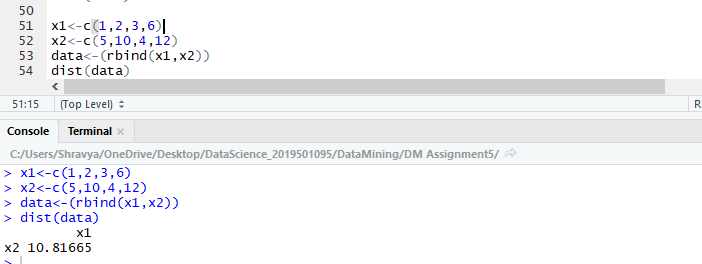 50
51 x1<-c(1,2,3,6)
52 x2<-c(5,10,4,12)
53 data<-(rbind(x1,x2))
54 dist(data)
51:15 (Top Level) R
Console Terminal
C:/Users/Shravya/OneDrive/Desktop/DataScience_2019501095/DataMining/DM Assignment5/
> x1<-c(1,2,3,6)
> x2<-c(5,10,4,12)
> data<-(rbind(x1,x2))
> dist(data)
x1
x2 10.81665
>